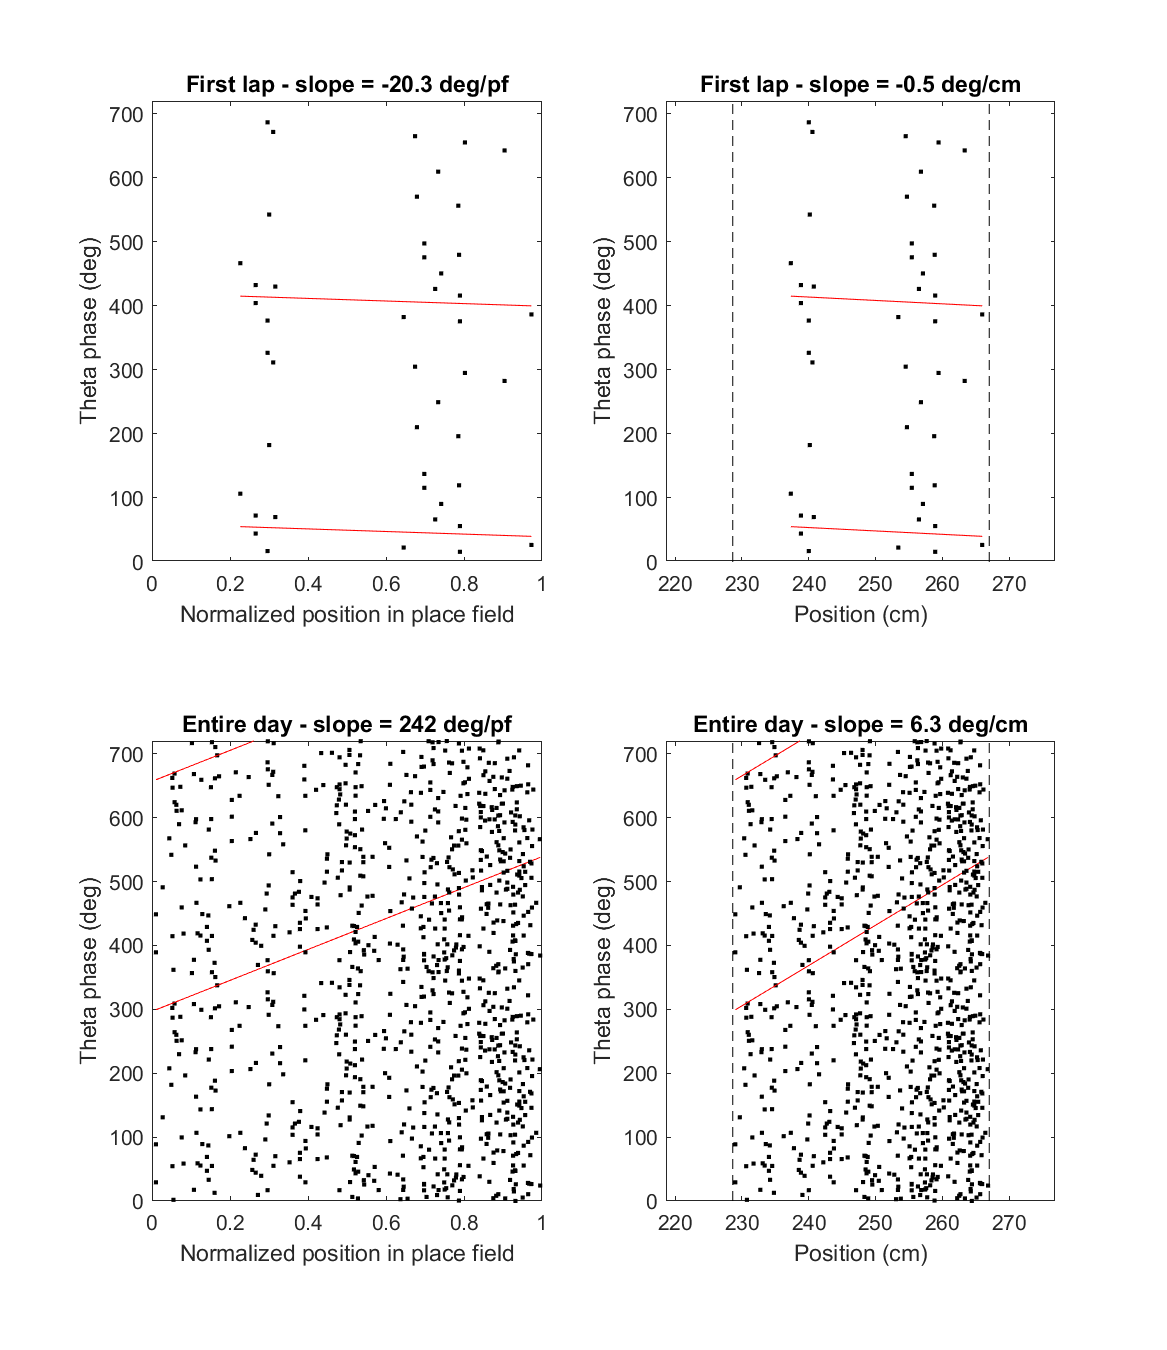 First lap - slope = -20.3 deg/pf
700
600
500
400
300
200
100
0
Theta phase (deg)
0 0.2 0.4 0.6 0.8 1
Normalized position in place field
First lap - slope = -0.5 deg/cm
700
600
500
400
300
200
100
0
Theta phase (deg)
220 230 240 250 260 270
Position (cm)
Entire day - slope = 242 deg/pf
700
600
500
400
300
200
100
0
Theta phase (deg)
0 0.2 0.4 0.6 0.8 1
Normalized position in place field
Entire day - slope = 6.3 deg/cm
700
600
500
400
300
200
100
0
Theta phase (deg)
220 230 240 250 260 270
Position (cm)